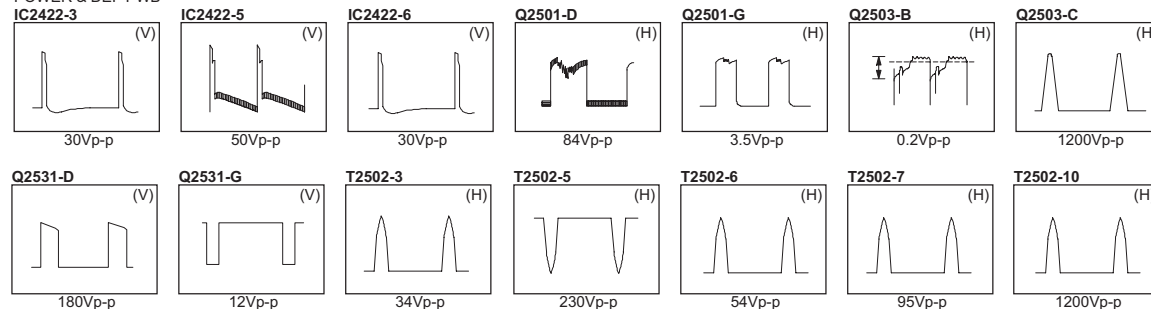 POWER & DEF PWB
IC2422-3 IC2422-5 IC2422-6 Q2501-D Q2501-G Q2503-B Q2503-C
(V) (V) (V) (H) (H) (H) (H)
30Vp-p 50Vp-p 30Vp-p 84Vp-p 3.5Vp-p 0.2Vp-p 1200Vp-p
Q2531-D Q2531-G T2502-3 T2502-5 T2502-6 T2502-7 T2502-10
(V) (V) (H) (H) (H) (H) (H)
180Vp-p 12Vp-p 34Vp-p 230Vp-p 54Vp-p 95Vp-p 1200Vp-p